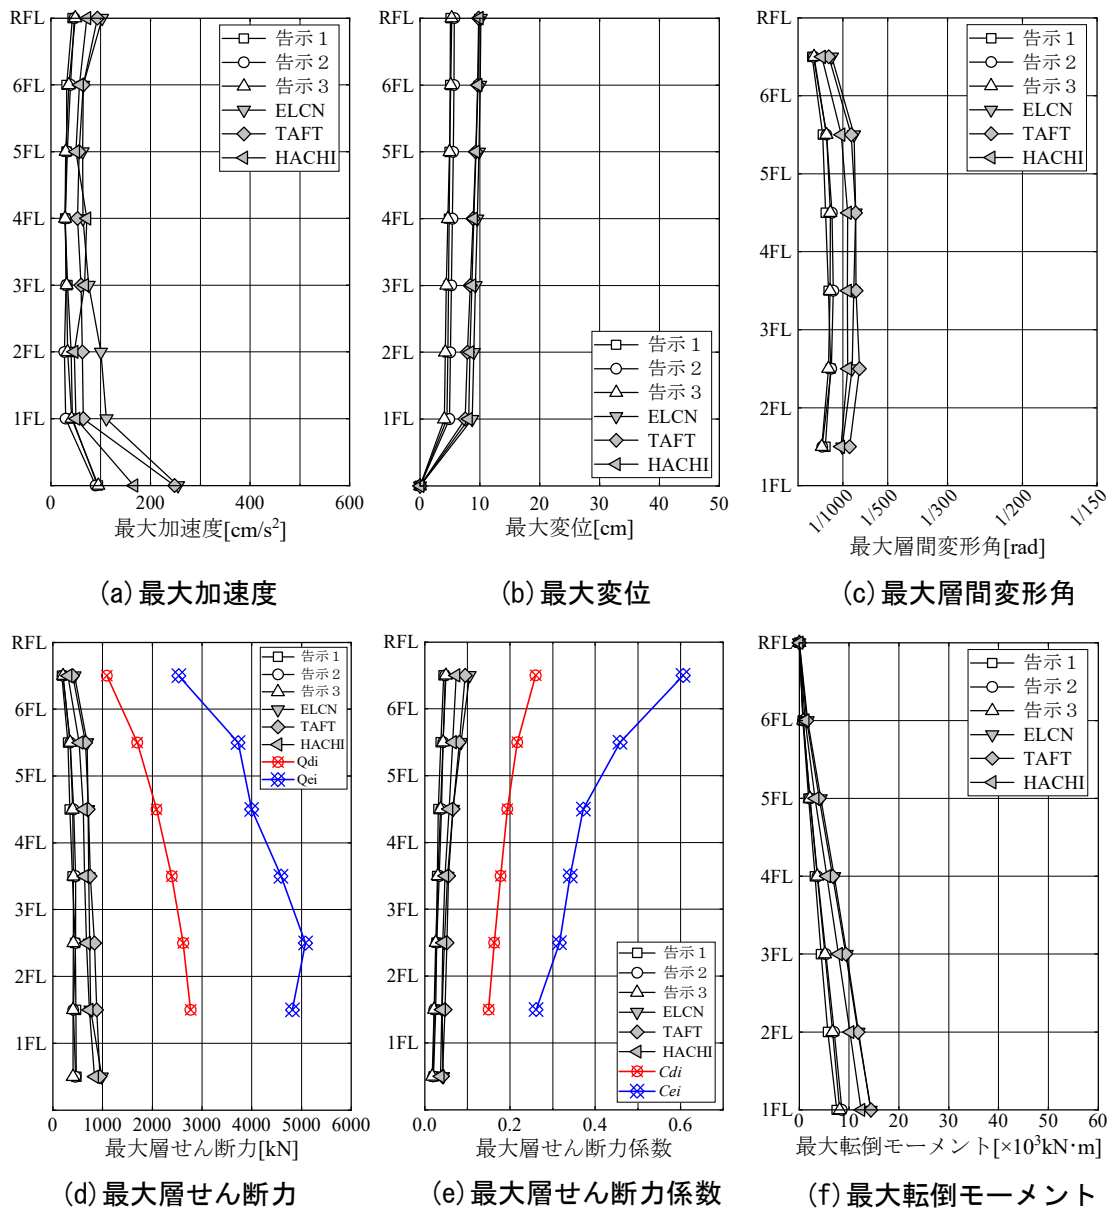 RFL
6FL
5FL
4FL
3FL
2FL
1FL
0
200
400
600
最大加速度[cm/s²]
告示１
告示２
告示３
ELCN
TAFT
HACHI
(a)最大加速度
RFL
6FL
5FL
4FL
3FL
2FL
1FL
0
10
20
30
40
50
最大変位[cm]
告示１
告示２
告示３
ELCN
TAFT
HACHI
(b)最大変位
RFL
6FL
5FL
4FL
3FL
2FL
1FL
1/1000
1/500
1/300
1/200
1/150
最大層間変形角[rad]
告示１
告示２
告示３
ELCN
TAFT
HACHI
(c)最大層間変形角
RFL
6FL
5FL
4FL
3FL
2FL
1FL
0
1000
2000
3000
4000
5000
6000
最大層せん断力[kN]
告示１
告示２
告示３
ELCN
TAFT
HACHI
Qdi
Qei
(d)最大層せん断力
RFL
6FL
5FL
4FL
3FL
2FL
1FL
0.0
0.2
0.4
0.6
最大層せん断力係数
告示１
告示２
告示３
ELCN
TAFT
HACHI
Cdi
Cei
(e)最大層せん断力係数
RFL
6FL
5FL
4FL
3FL
2FL
1FL
0
10
20
30
40
50
60
最大転倒モーメント[×10³kN·m]
告示１
告示２
告示３
ELCN
TAFT
HACHI
(f)最大転倒モーメント